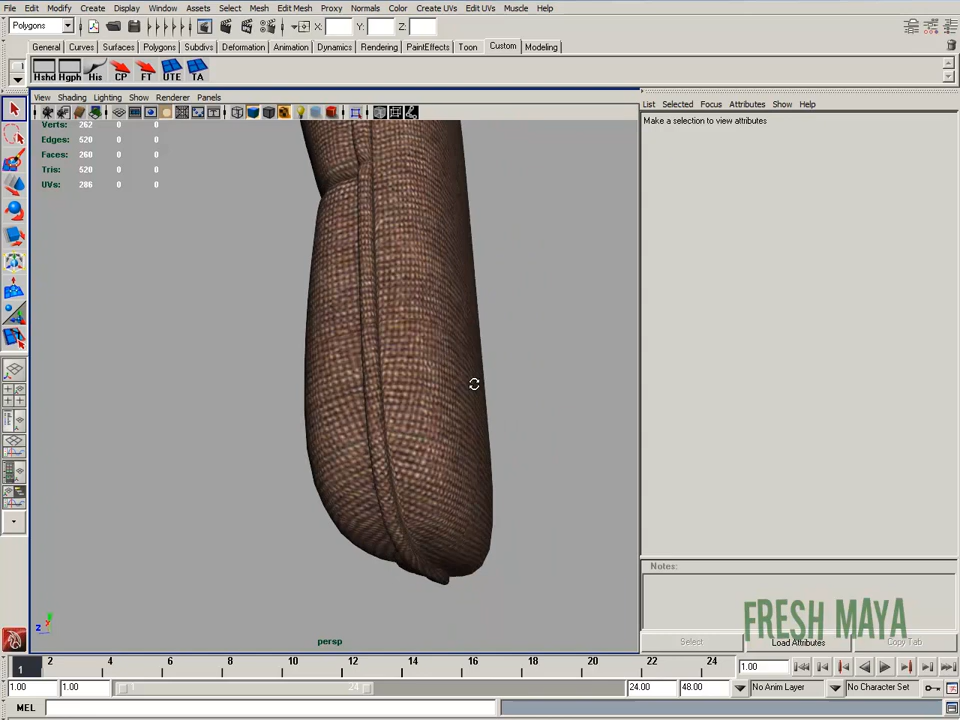 File Edit Modify Create Display Window Assets Select Mesh Edit Mesh Proxy Normals Color Create UVs Edit UVs Muscle Help
Polygons X: Y: Z:
General Curves Surfaces Polygons Subdivs Deformation Animation Dynamics Rendering PaintEffects Toon Custom Modeling
Hshd Hgph His CP FT UTE TA
View Shading Lighting Show Renderer Panels
List Selected Focus Attributes Show Help
Make a selection to view attributes
Verts: 262 0 0
Edges: 520 0 0
Faces: 260 0 0
Tris: 520 0 0
UVs: 286 0 0
Notes:
FRESH MAYA
Select Load Attributes Copy Tab
z y
persp
1 2 4 6 8 10 12 14 16 18 20 22 24 1.00
1.00 1.00 1 24 24.00 48.00 No Anim Layer No Character Set
MEL